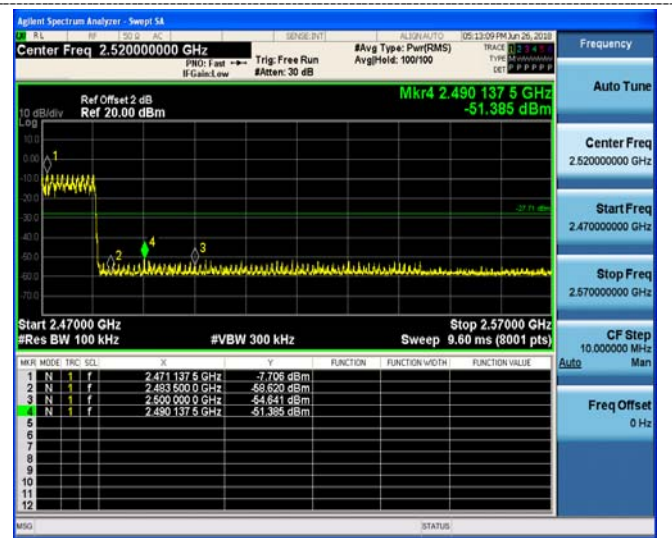 Agilent Spectrum Analyzer - Swept SA
RL RF 50 Ω AC SENSE:INT ALIGNAUTO 05:13:09 PM Jun 26, 2018
Center Freq 2.520000000 GHz
PNO: Fast
IFGain:Low
Trig: Free Run
#Atten: 30 dB
#Avg Type: Pwr(RMS)
Avg|Hold: 100/100
TRACE 1 2 3 4 5 6
TYPE M
DET P P P P P P
Ref Offset 2 dB
10 dB/div Ref 20.00 dBm
Log
Mkr4 2.490 137 5 GHz
-51.385 dBm
10.0
0.00
-10.0
-20.0
-30.0
-40.0
-50.0
-60.0
-70.0
1
2
4
3
-27.71 dBm
Start 2.47000 GHz
Stop 2.57000 GHz
#Res BW 100 kHz #VBW 300 kHz Sweep 9.60 ms (8001 pts)
MKR MODE TRC SCL X Y FUNCTION FUNCTION WIDTH FUNCTION VALUE
1 N 1 f 2.471 137 5 GHz -7.706 dBm
2 N 1 f 2.483 500 0 GHz -58.620 dBm
3 N 1 f 2.500 000 0 GHz -54.641 dBm
4 N 1 f 2.490 137 5 GHz -51.385 dBm
5
6
7
8
9
10
11
12
MSG STATUS
Frequency
Auto Tune
Center Freq
2.520000000 GHz
Start Freq
2.470000000 GHz
Stop Freq
2.570000000 GHz
CF Step
10.000000 MHz
Auto Man
Freq Offset
0 Hz